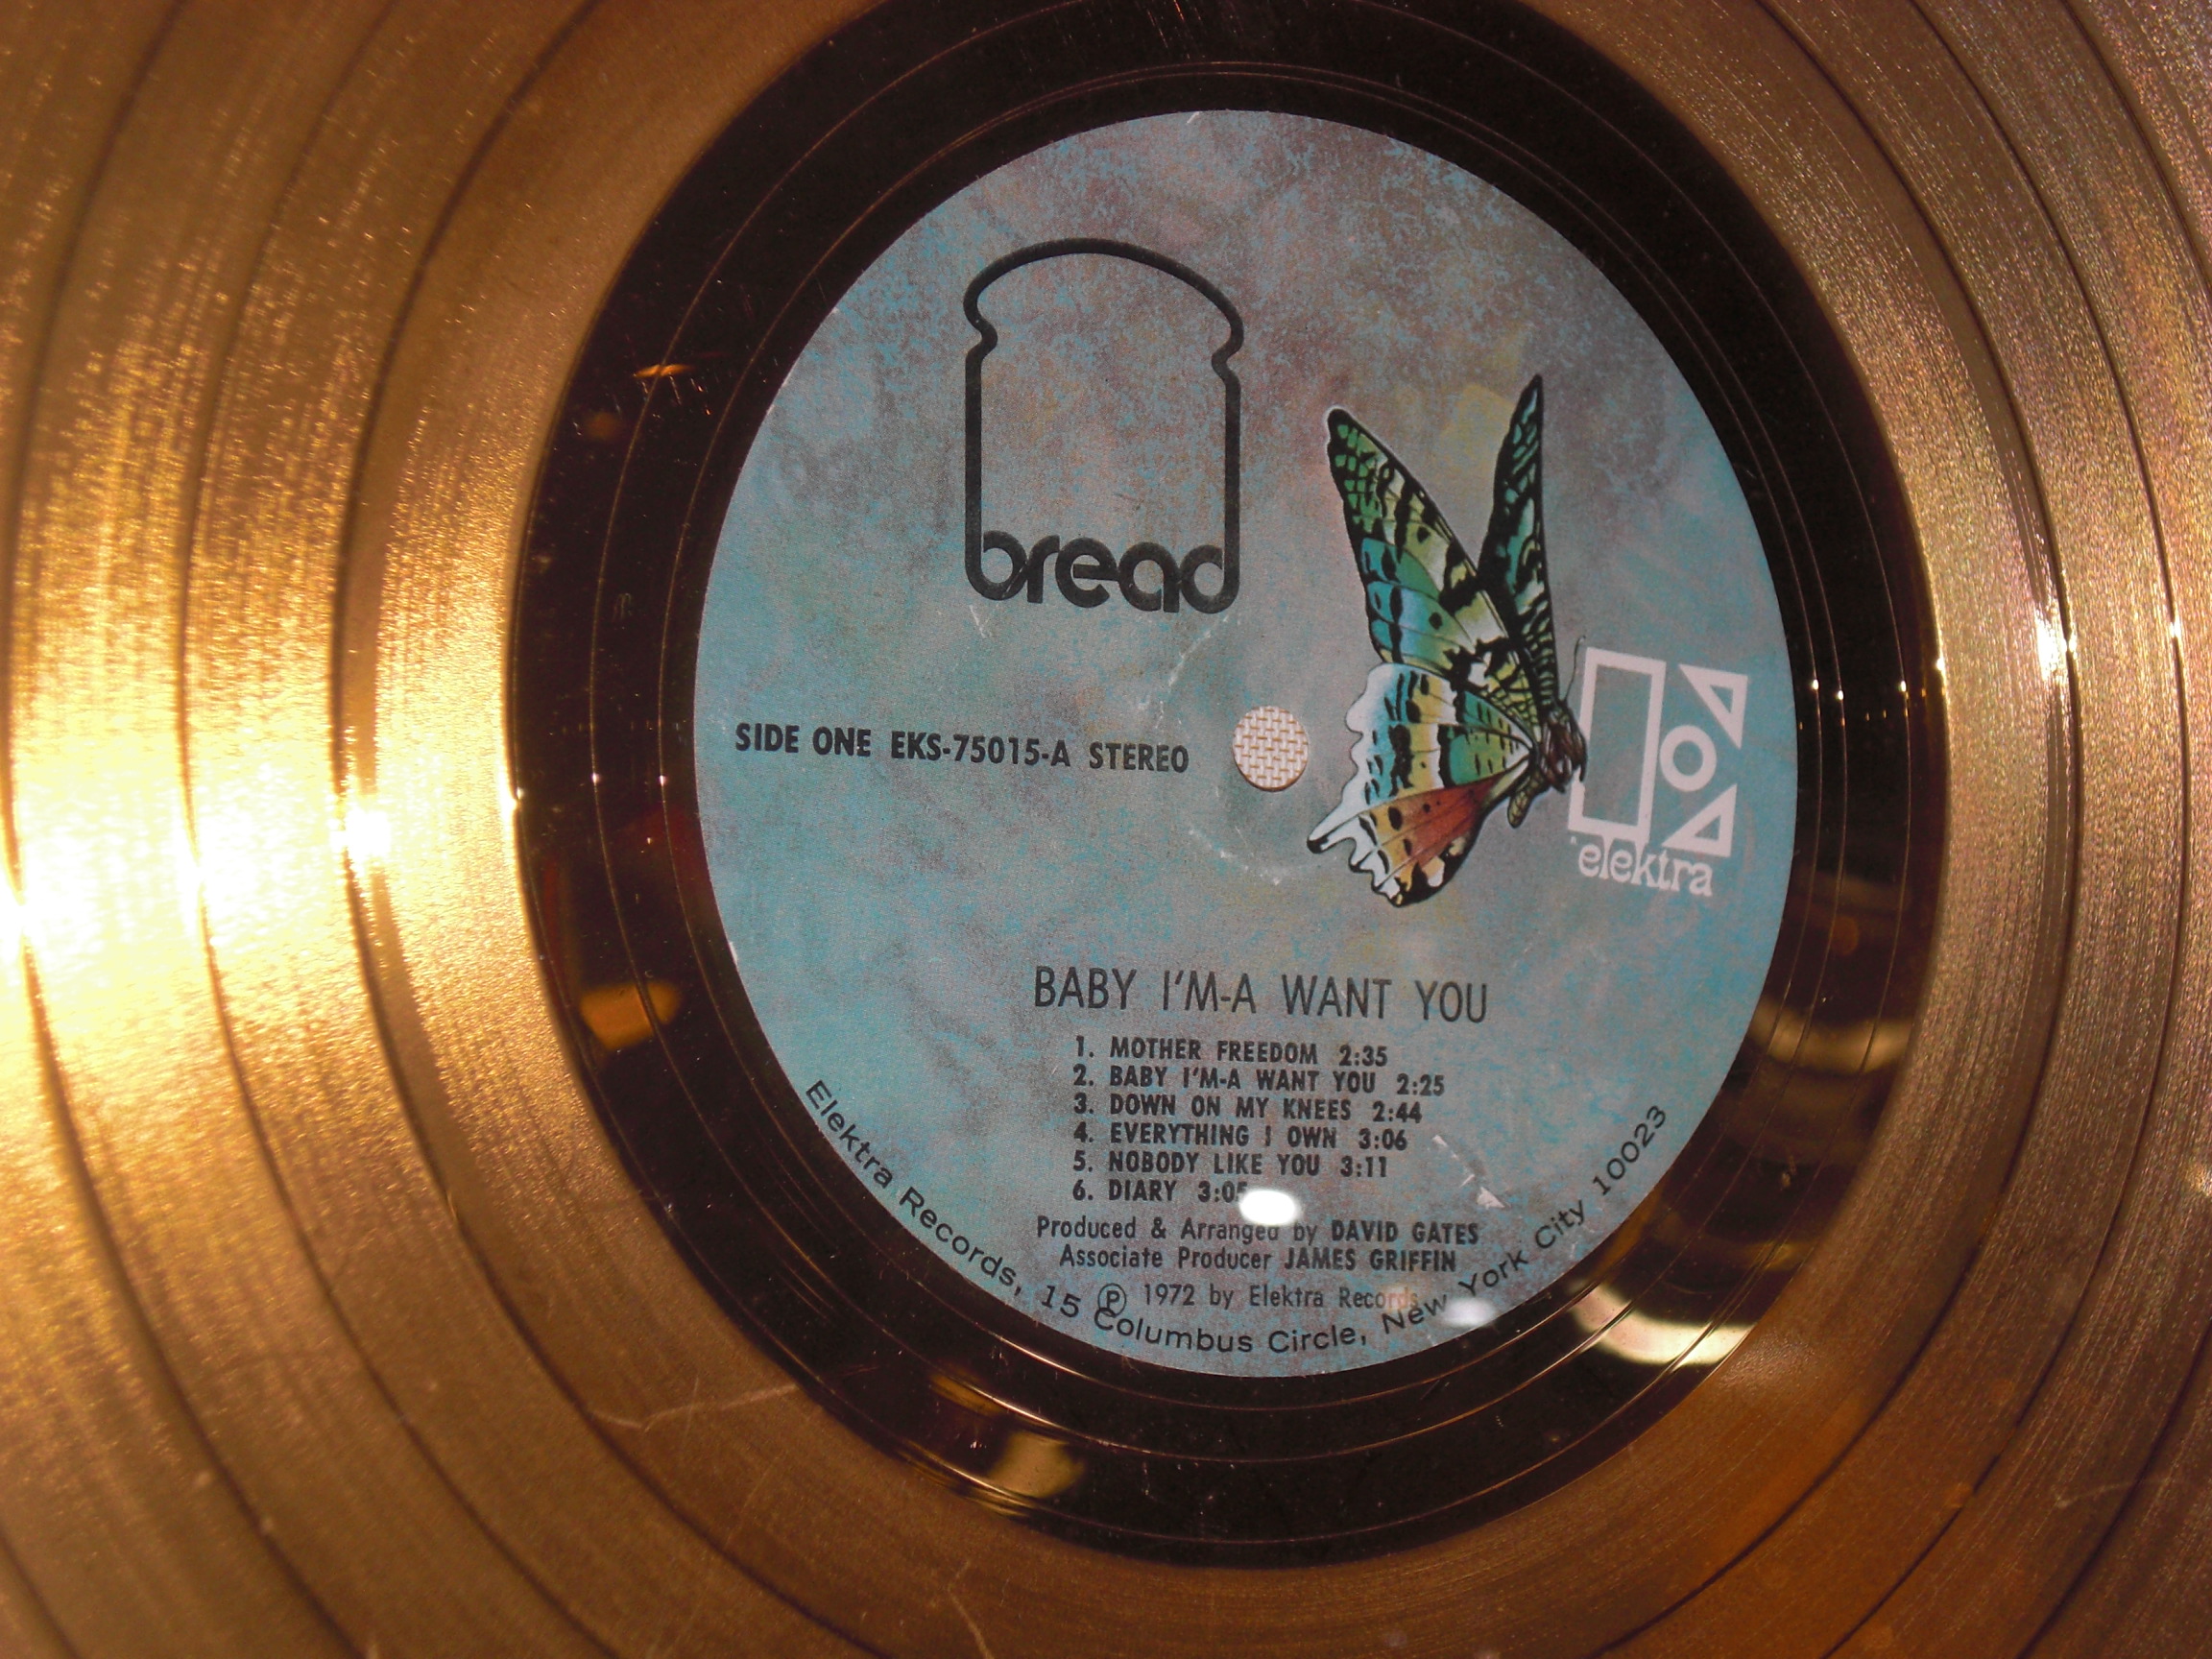 bread
SIDE ONE EKS-75015-A STEREO
elektra
BABY I'M-A WANT YOU
1. MOTHER FREEDOM 2:35
2. BABY I'M-A WANT YOU 2:25
3. DOWN ON MY KNEES 2:44
4. EVERYTHING I OWN 3:06
5. NOBODY LIKE YOU 3:11
6. DIARY 3:05
Produced & Arranged by DAVID GATES
Associate Producer JAMES GRIFFIN
℗ 1972 by Elektra Records
Elektra Records, 15 Columbus Circle, New York City 10023